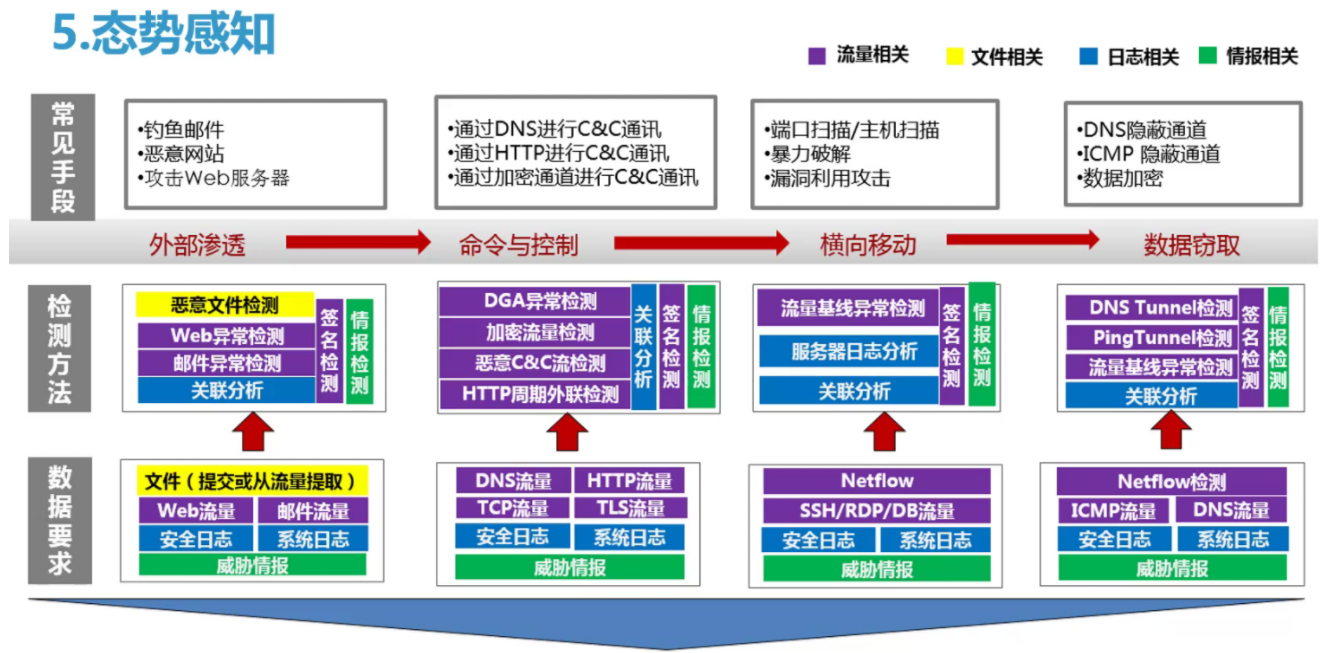 5.态势感知
流量相关
文件相关
日志相关
情报相关
常见手段
•钓鱼邮件
•恶意网站
•攻击Web服务器
•通过DNS进行C&C通讯
•通过HTTP进行C&C通讯
•通过加密通道进行C&C通讯
•端口扫描/主机扫描
•暴力破解
•漏洞利用攻击
•DNS隐蔽通道
•ICMP 隐蔽通道
•数据加密
外部渗透
命令与控制
横向移动
数据窃取
检测方法
恶意文件检测
Web异常检测
邮件异常检测
关联分析
签名检测
情报检测
DGA异常检测
加密流量检测
恶意C&C流检测
HTTP周期外联检测
关联分析
签名检测
情报检测
流量基线异常检测
服务器日志分析
关联分析
签名检测
情报检测
DNS Tunnel检测
PingTunnel检测
流量基线异常检测
关联分析
签名检测
情报检测
数据要求
文件（提交或从流量提取）
Web流量
邮件流量
安全日志
系统日志
威胁情报
DNS流量
HTTP流量
TCP流量
TLS流量
安全日志
系统日志
威胁情报
Netflow
SSH/RDP/DB流量
安全日志
系统日志
威胁情报
Netflow检测
ICMP流量
DNS流量
安全日志
系统日志
威胁情报